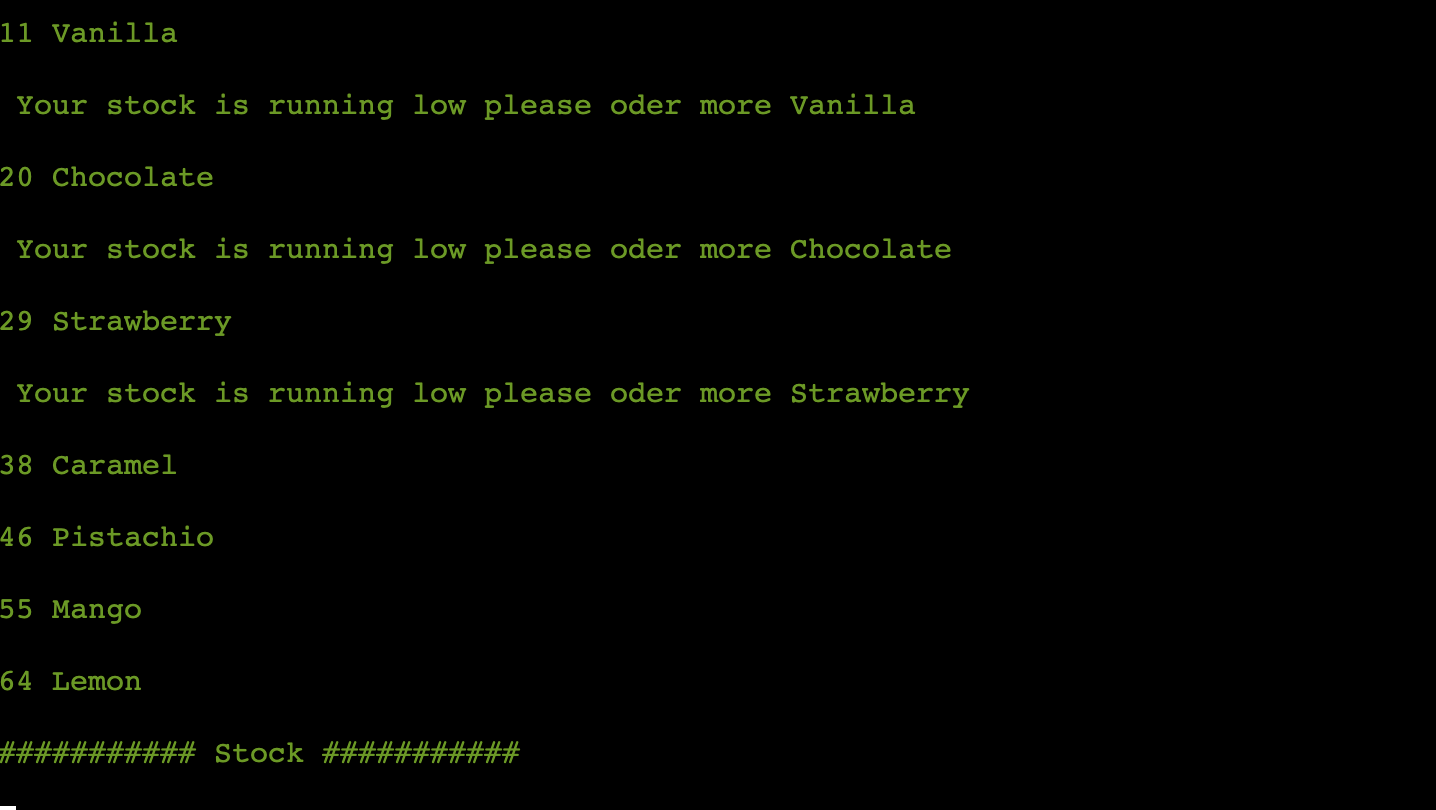 11 Vanilla
Your stock is running low please oder more Vanilla
20 Chocolate
Your stock is running low please oder more Chocolate
29 Strawberry
Your stock is running low please oder more Strawberry
38 Caramel
46 Pistachio
55 Mango
64 Lemon
########### Stock ###########